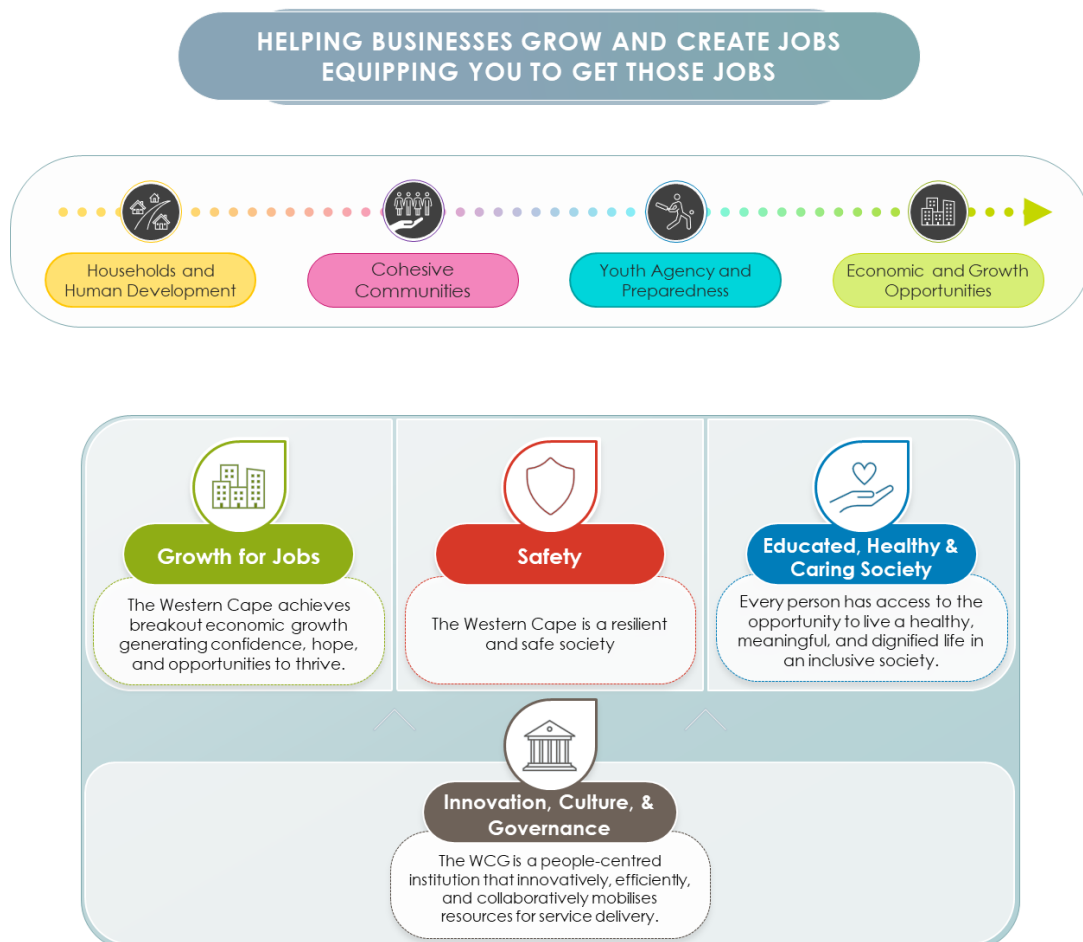 HELPING BUSINESSES GROW AND CREATE JOBS
EQUIPPING YOU TO GET THOSE JOBS
Households and
Human Development
Cohesive
Communities
Youth Agency and
Preparedness
Economic and Growth
Opportunities
Growth for Jobs
The Western Cape achieves
breakout economic growth
generating confidence, hope,
and opportunities to thrive.
Safety
The Western Cape is a resilient
and safe society
Educated, Healthy &
Caring Society
Every person has access to the
opportunity to live a healthy,
meaningful, and dignified life in
an inclusive society.
Innovation, Culture, &
Governance
The WCG is a people-centred
institution that innovatively, efficiently,
and collaboratively mobilises
resources for service delivery.